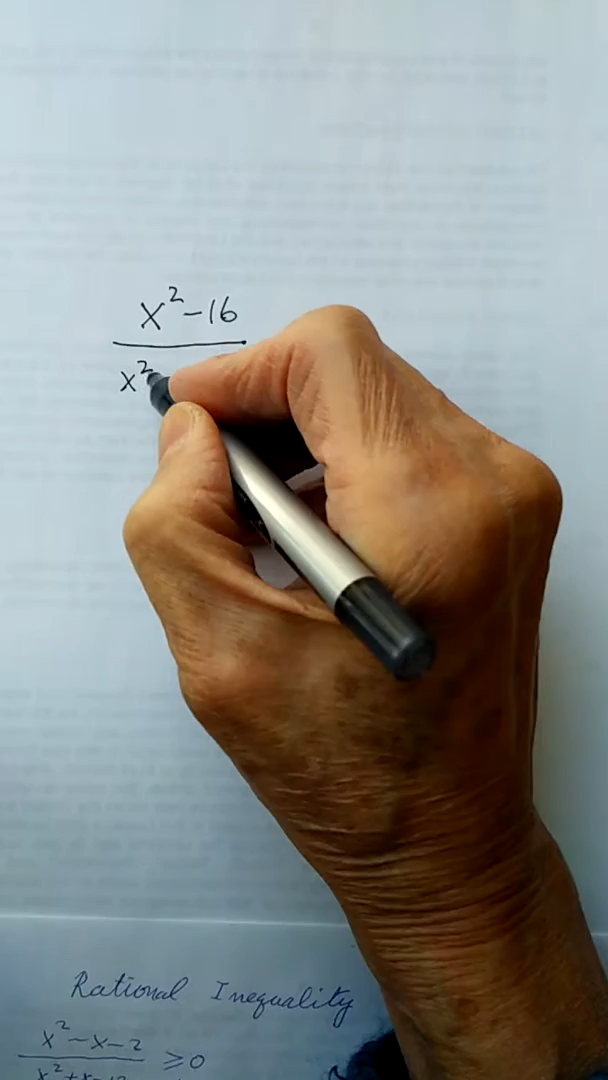 x²-16
x²
Rational Inequality
x²-x-2 ≥0